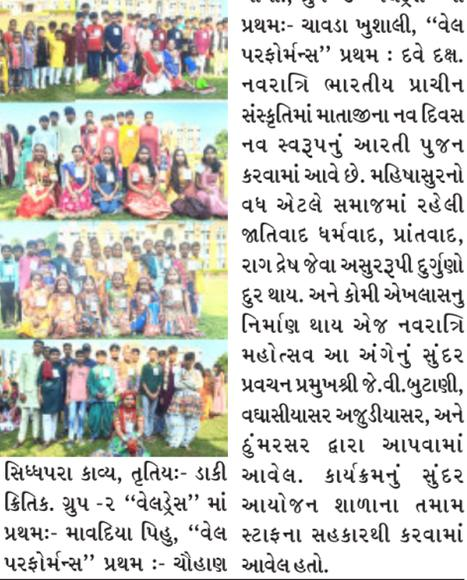 સિધ્ધપરા કાવ્ય, તૃતિયઃ- ડાકી
ક્રિતિક. ગ્રુપ -૨ ‘‘વેલડ્રેસ’’ માં
પ્રથમઃ- માવદિયા પિહુ, ‘‘વેલ
પરફોર્મન્સ’’ પ્રથમ :- ચૌહાણ
પ્રથમઃ- ચાવડા ખુશાલી, ‘‘વેલ
પરફોર્મન્સ’’ પ્રથમ : દવે દક્ષ.
નવરાત્રિ ભારતીય પ્રાચીન
સંસ્કૃતિમાં માતાજીના નવ દિવસ
નવ સ્વરૂપનું આરતી પુજન
કરવામાં આવે છે. મહિષાસુરનો
વધ એટલે સમાજમાં રહેલી
જાતિવાદ ધર્મવાદ, પ્રાંતવાદ,
રાગ દ્રેષ જેવા અસુરરૂપી દુર્ગુણો
દુર થાય. અને કોમી એખલાસનુ
નિર્માણ થાય એજ નવરાત્રિ
મહોત્સવ આ અંગેનું સુંદર
પ્રવચન પ્રમુખશ્રી જે.વી.બુટાણી,
વઘાસીયાસર અજુડીયાસર, અને
હુંમરસર દ્વારા આપવામાં
આવેલ. કાર્યક્રમનું સુંદર
આયોજન શાળાના તમામ
સ્ટાફના સહકારથી કરવામાં
આવેલ હતો.